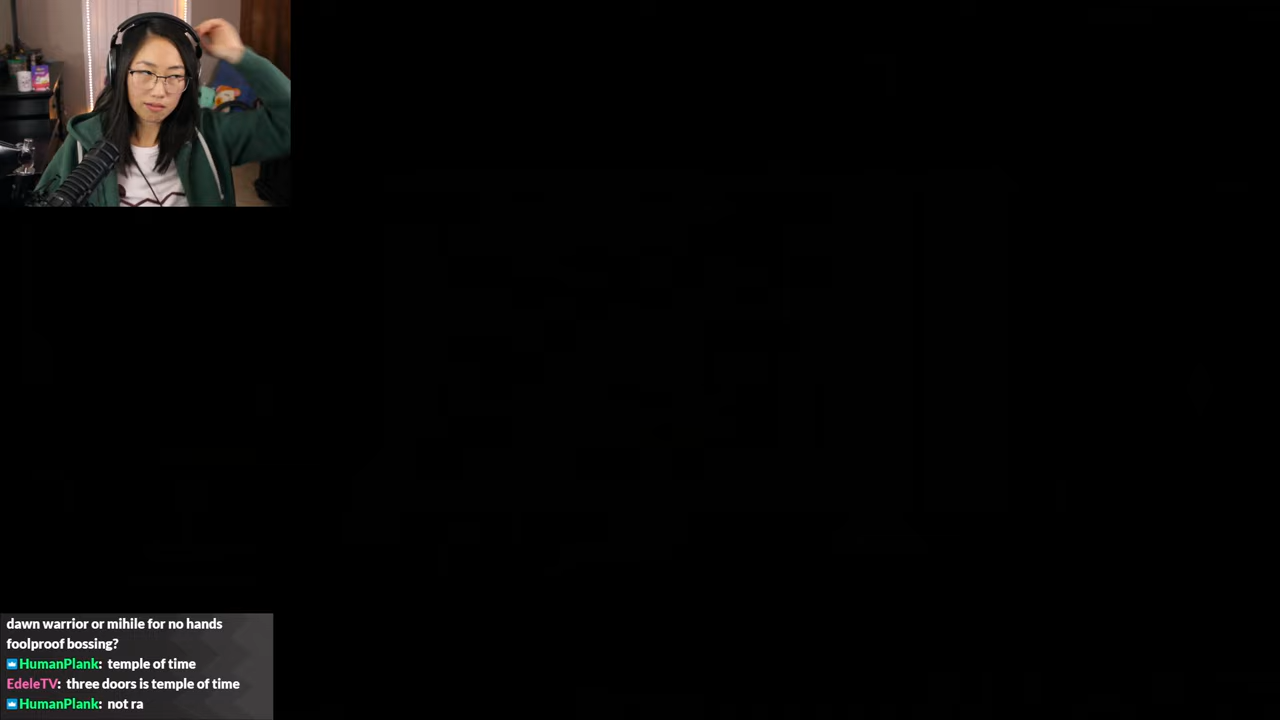 dawn warrior or mihile for no hands
foolproof bossing?
HumanPlank: temple of time
EdeleTV: three doors is temple of time
HumanPlank: not ra